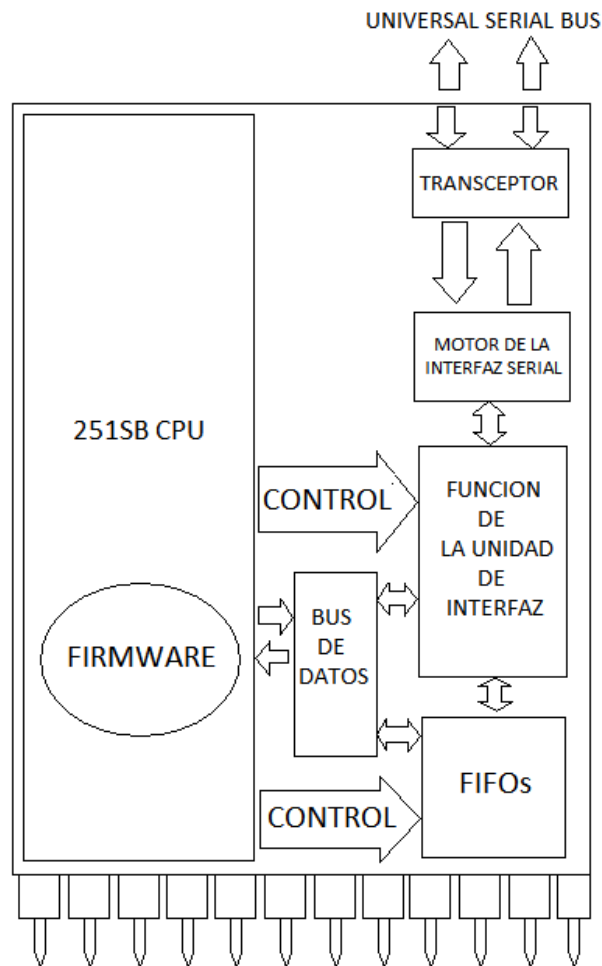 UNIVERSAL SERIAL BUS
TRANSCEPTOR
MOTOR DE LA
INTERFAZ SERIAL
251SB CPU
CONTROL
FUNCION
DE
LA UNIDAD
DE
INTERFAZ
BUS
DE
DATOS
FIRMWARE
FIFOs
CONTROL